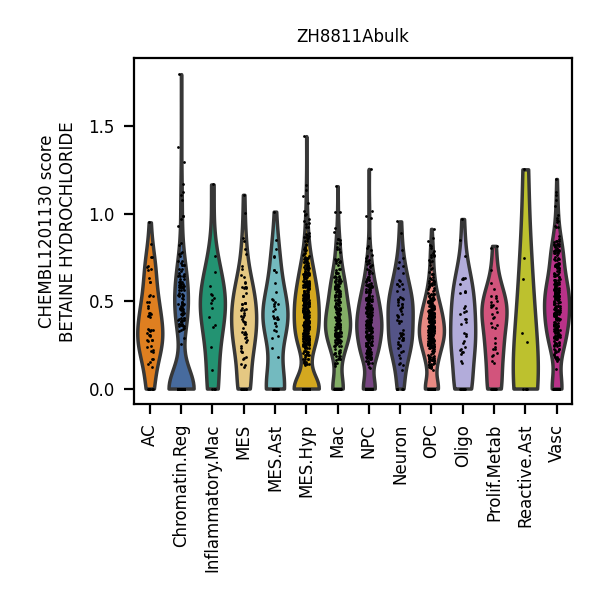 ZH8811Abulk
CHEMBL1201130 score
BETAINE HYDROCHLORIDE
1.5
1.0
0.5
0.0
AC
Chromatin.Reg
Inflammatory.Mac
MES
MES.Ast
MES.Hyp
Mac
NPC
Neuron
OPC
Oligo
Prolif.Metab
Reactive.Ast
Vasc